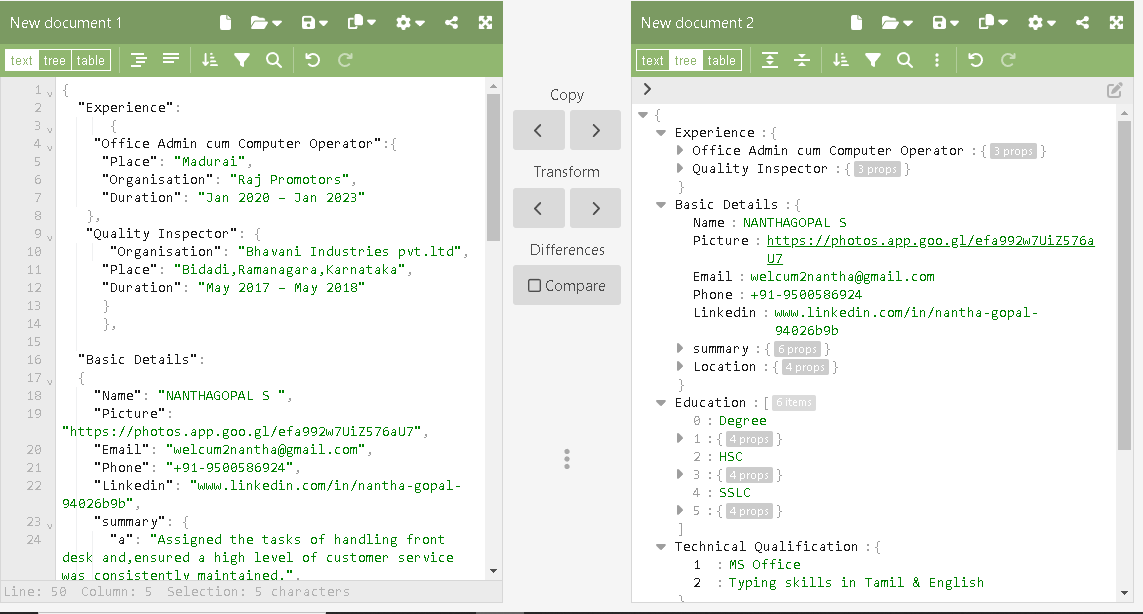 New document 1
text tree table
1 {
2 "Experience":
3 {
4 "Office Admin cum Computer Operator":{
5 "Place": "Madurai",
6 "Organisation": "Raj Promotors",
7 "Duration": "Jan 2020 – Jan 2023"
8 },
9 "Quality Inspector": {
10 "Organisation": "Bhavani Industries pvt.ltd",
11 "Place": "Bidadi,Ramanagara,Karnataka",
12 "Duration": "May 2017 – May 2018"
13 }
14 },
15
16 "Basic Details":
17 {
18 "Name": "NANTHAGOPAL S ",
19 "Picture":
"https://photos.app.goo.gl/efa992w7UiZ576aU7",
20 "Email": "welcum2nantha@gmail.com",
21 "Phone": "+91-9500586924",
22 "Linkedin": "www.linkedin.com/in/nantha-gopal-
94026b9b",
23 "summary": {
24 "a": "Assigned the tasks of handling front
desk and,ensured a high level of customer service
was consistently maintained.",
Line: 50 Column: 5 Selection: 5 characters
Copy
Transform
Differences
Compare
New document 2
text tree table
{
Experience : {
Office Admin cum Computer Operator : { 3 props }
Quality Inspector : { 3 props }
}
Basic Details : {
Name : NANTHAGOPAL S
Picture : https://photos.app.goo.gl/efa992w7UiZ576a
U7
Email : welcum2nantha@gmail.com
Phone : +91-9500586924
Linkedin : www.linkedin.com/in/nantha-gopal-
94026b9b
summary : { 6 props }
Location : { 4 props }
}
Education : [ 6 items
0 : Degree
1 : { 4 props }
2 : HSC
3 : { 4 props }
4 : SSLC
5 : { 4 props }
]
Technical Qualification : {
1 : MS Office
2 : Typing skills in Tamil & English
}